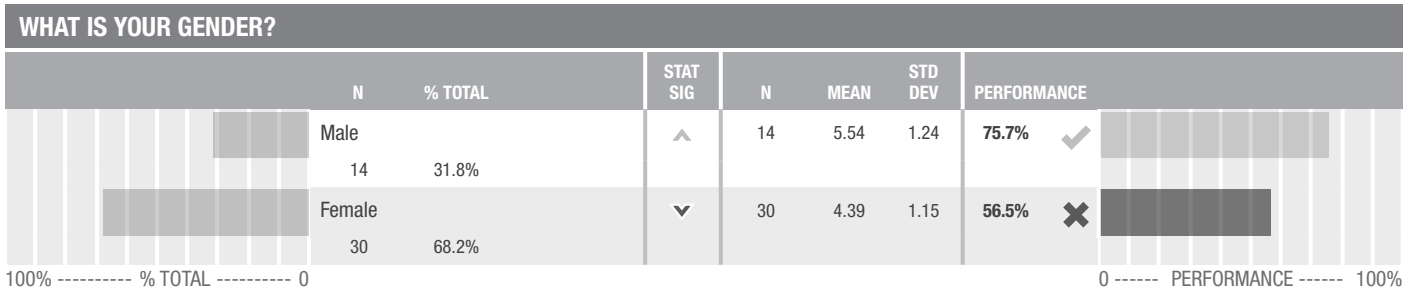 WHAT IS YOUR GENDER?
N % TOTAL STAT SIG N MEAN STD DEV PERFORMANCE
Male 14 5.54 1.24 75.7%
14 31.8%
Female 30 4.39 1.15 56.5%
30 68.2%
100% ---------- % TOTAL ---------- 0 0 ------ PERFORMANCE ------ 100%